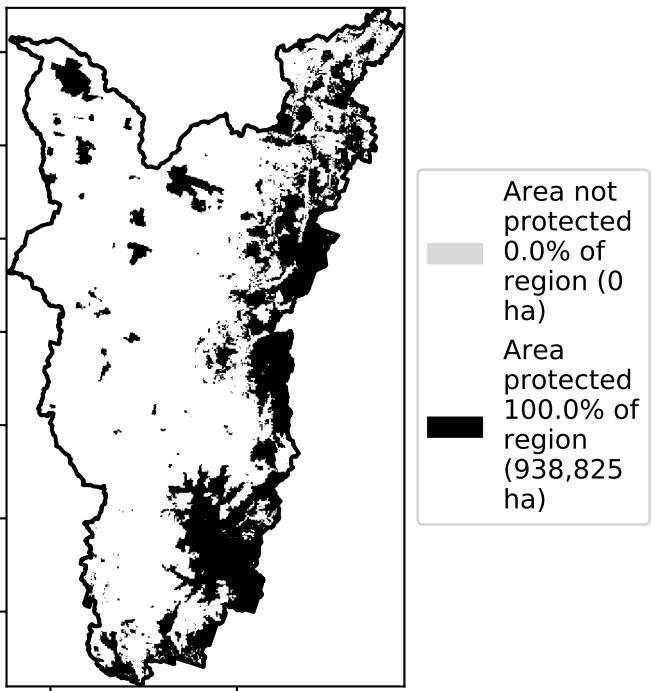 Area not
protected
0.0% of
region (0
ha)
Area
protected
100.0% of
region
(938,825
ha)